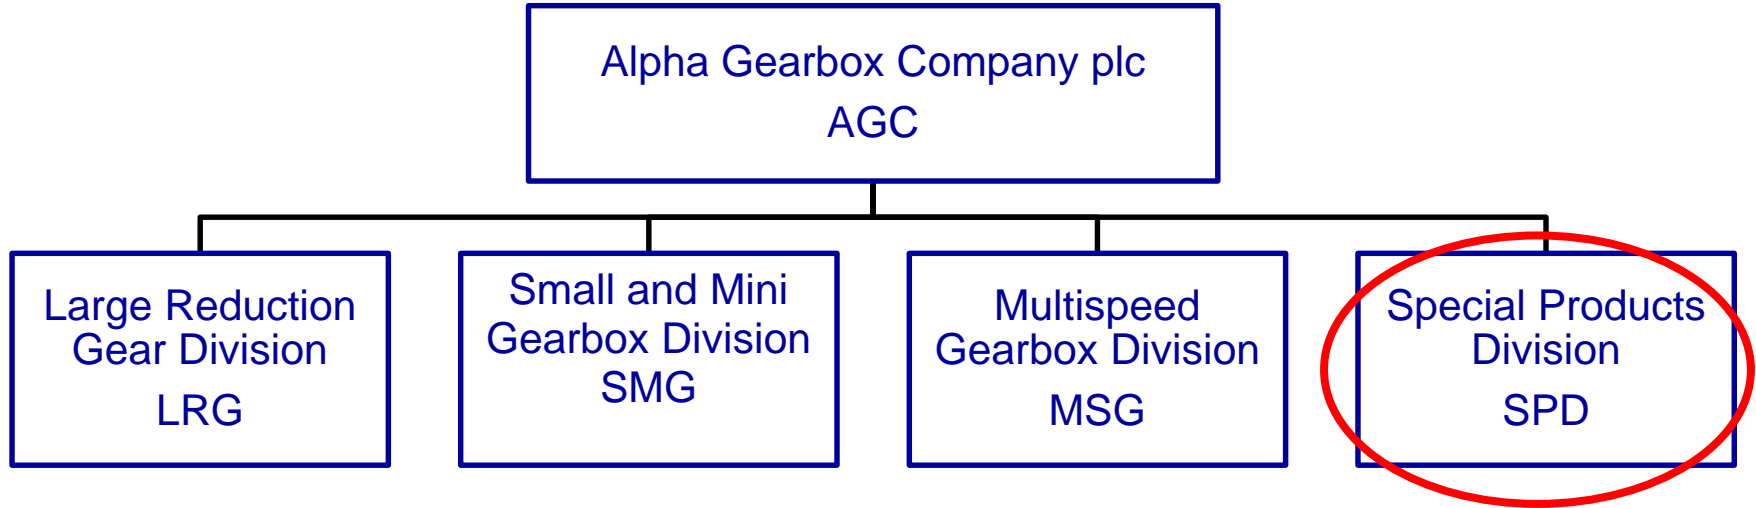 Alpha Gearbox Company plc
AGC
Large Reduction
Gear Division
LRG
Small and Mini
Gearbox Division
SMG
Multispeed
Gearbox Division
MSG
Special Products
Division
SPD